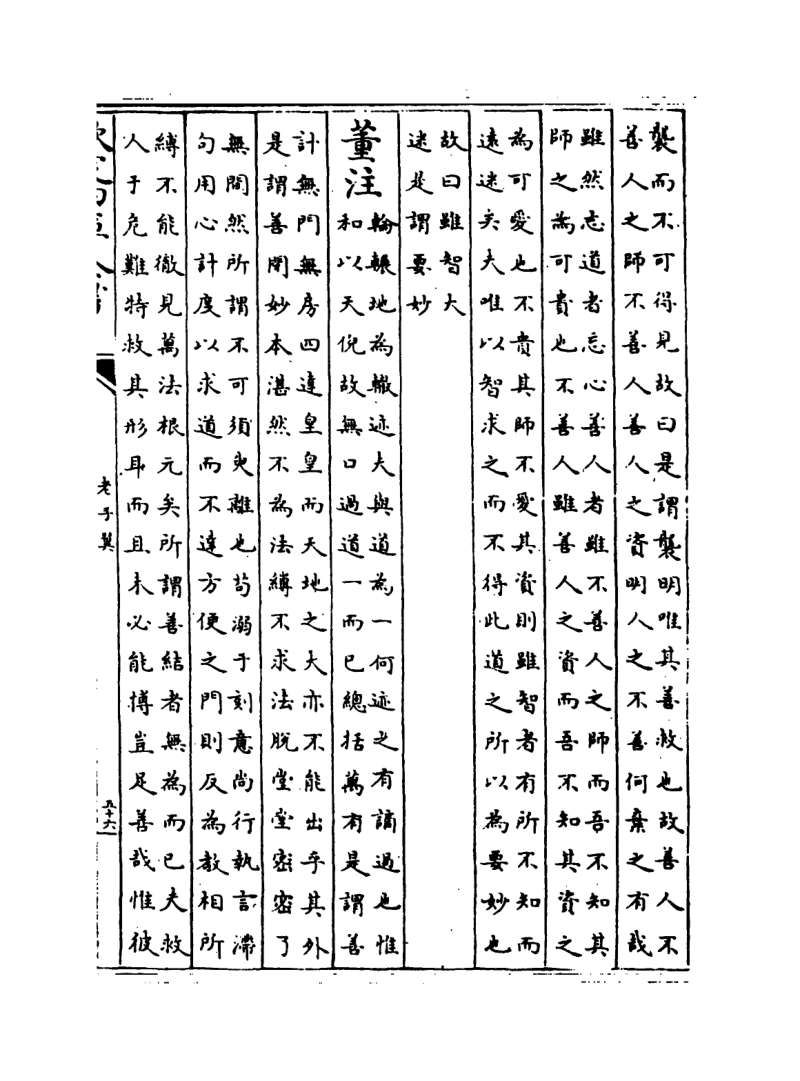 襲而不可得見故曰是謂襲明唯其善救也故善人不
善人之師不善人善人之資明人之不善何棄之有哉
雖然忘道者忘心善人者雖不善人之師而吾不知其
師之為可貴也不善人雖善人之資而吾不知其資之
為可愛也不貴其師不愛其資則雖智者有所不知而
遠迷矣夫唯以智求之而不得此道之所以為要妙也
故曰雖智大
迷是謂要妙
董注
輪轅地為轍迹夫與道為一何迹之有謫過也惟
和以天倪故無口過道一而已總括萬有是謂善
計無門無房四達皇皇而天地之大亦不能出乎其外
是謂善閉妙本湛然不為法縛不求法脫堂堂密密了
無間然所謂不可須臾離也苟溺于刻意尚行執言滯
句用心計度以求道而不達方便之門則反為教相所
縛不能徹見萬法根元矣所謂善結者無為而已夫救
人于危難特救其形耳而且未必能博豈足善哉惟彼
老子翼
五十六